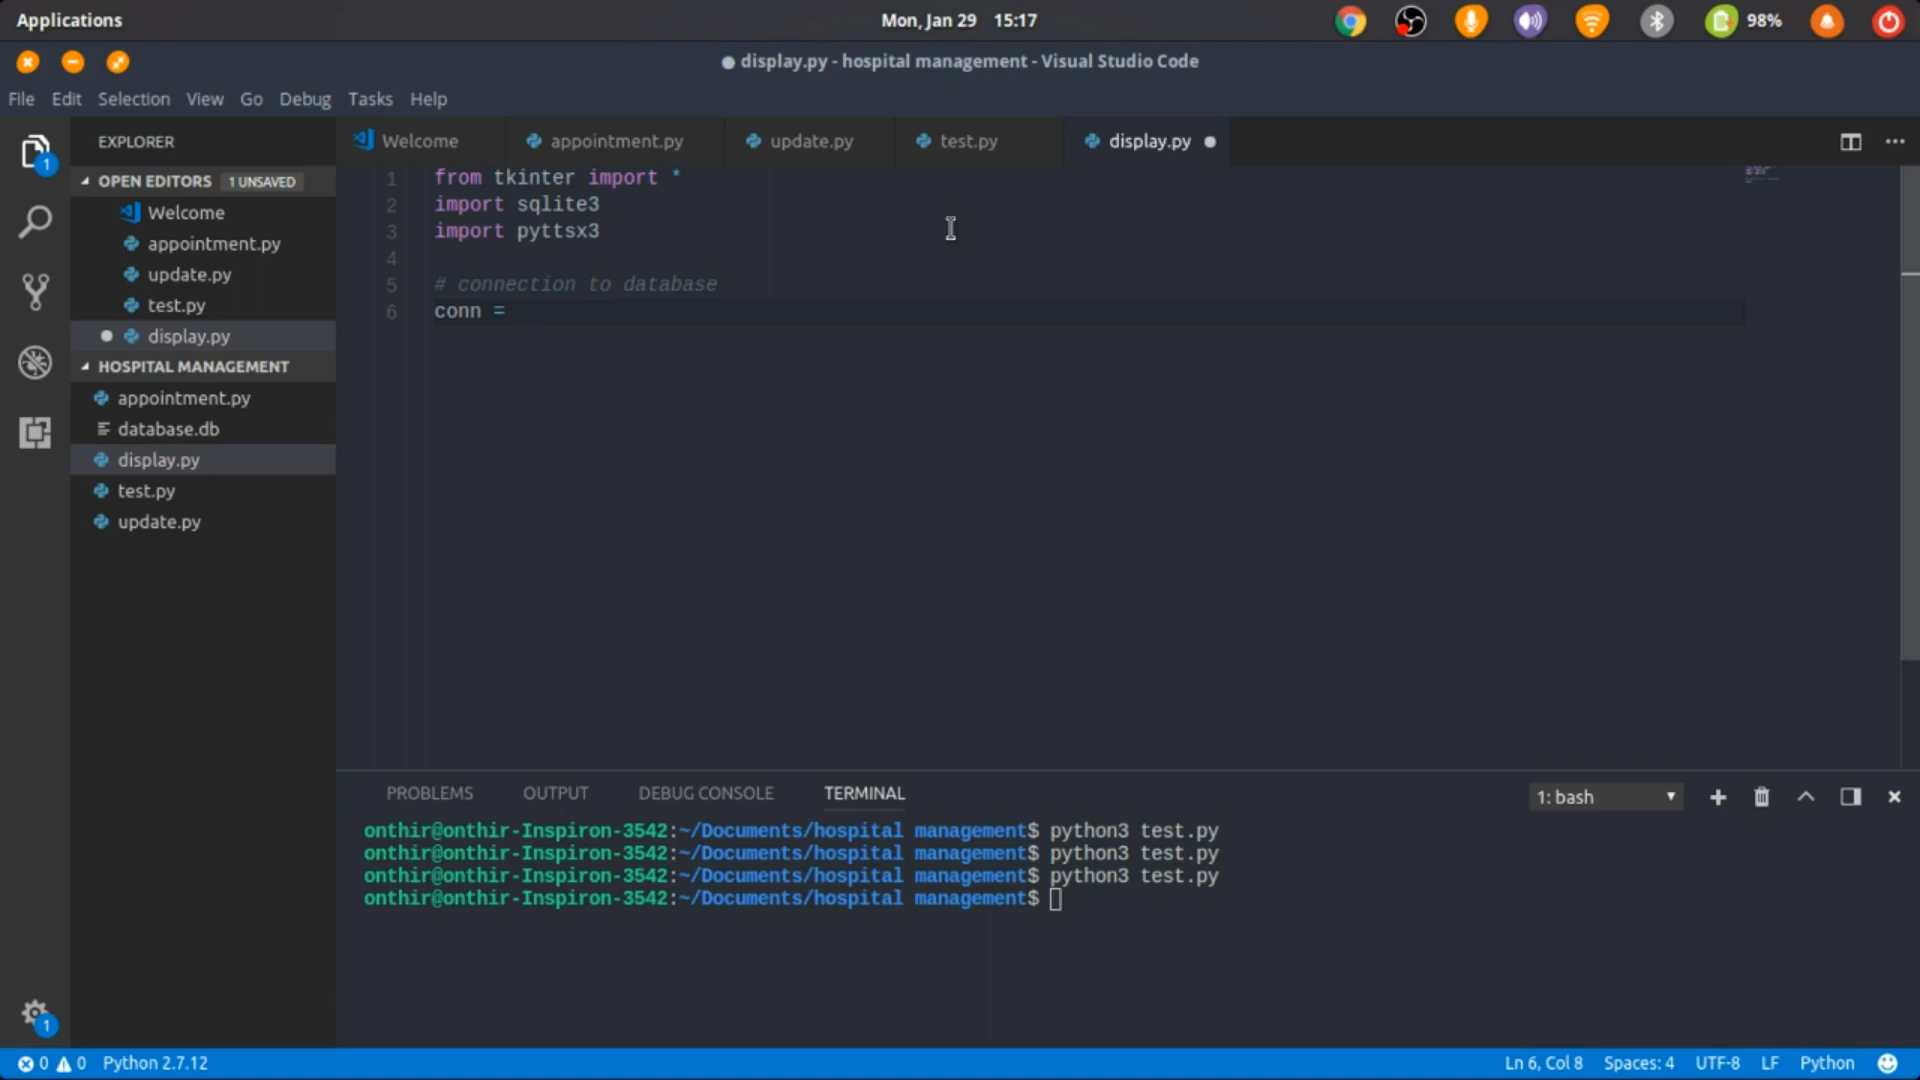 Applications
Mon, Jan 29 15:17
98%
● display.py - hospital management - Visual Studio Code
File Edit Selection View Go Debug Tasks Help
EXPLORER
OPEN EDITORS 1 UNSAVED
Welcome
appointment.py
update.py
test.py
display.py
HOSPITAL MANAGEMENT
appointment.py
database.db
display.py
test.py
update.py
1
1
Welcome appointment.py update.py test.py display.py ●
1 from tkinter import *
2 import sqlite3
3 import pyttsx3
4
5 # connection to database
6 conn =
PROBLEMS OUTPUT DEBUG CONSOLE TERMINAL
1: bash
onthir@onthir-Inspiron-3542:~/Documents/hospital management$ python3 test.py
onthir@onthir-Inspiron-3542:~/Documents/hospital management$ python3 test.py
onthir@onthir-Inspiron-3542:~/Documents/hospital management$ python3 test.py
onthir@onthir-Inspiron-3542:~/Documents/hospital management$
0 0 Python 2.7.12
Ln 6, Col 8 Spaces: 4 UTF-8 LF Python